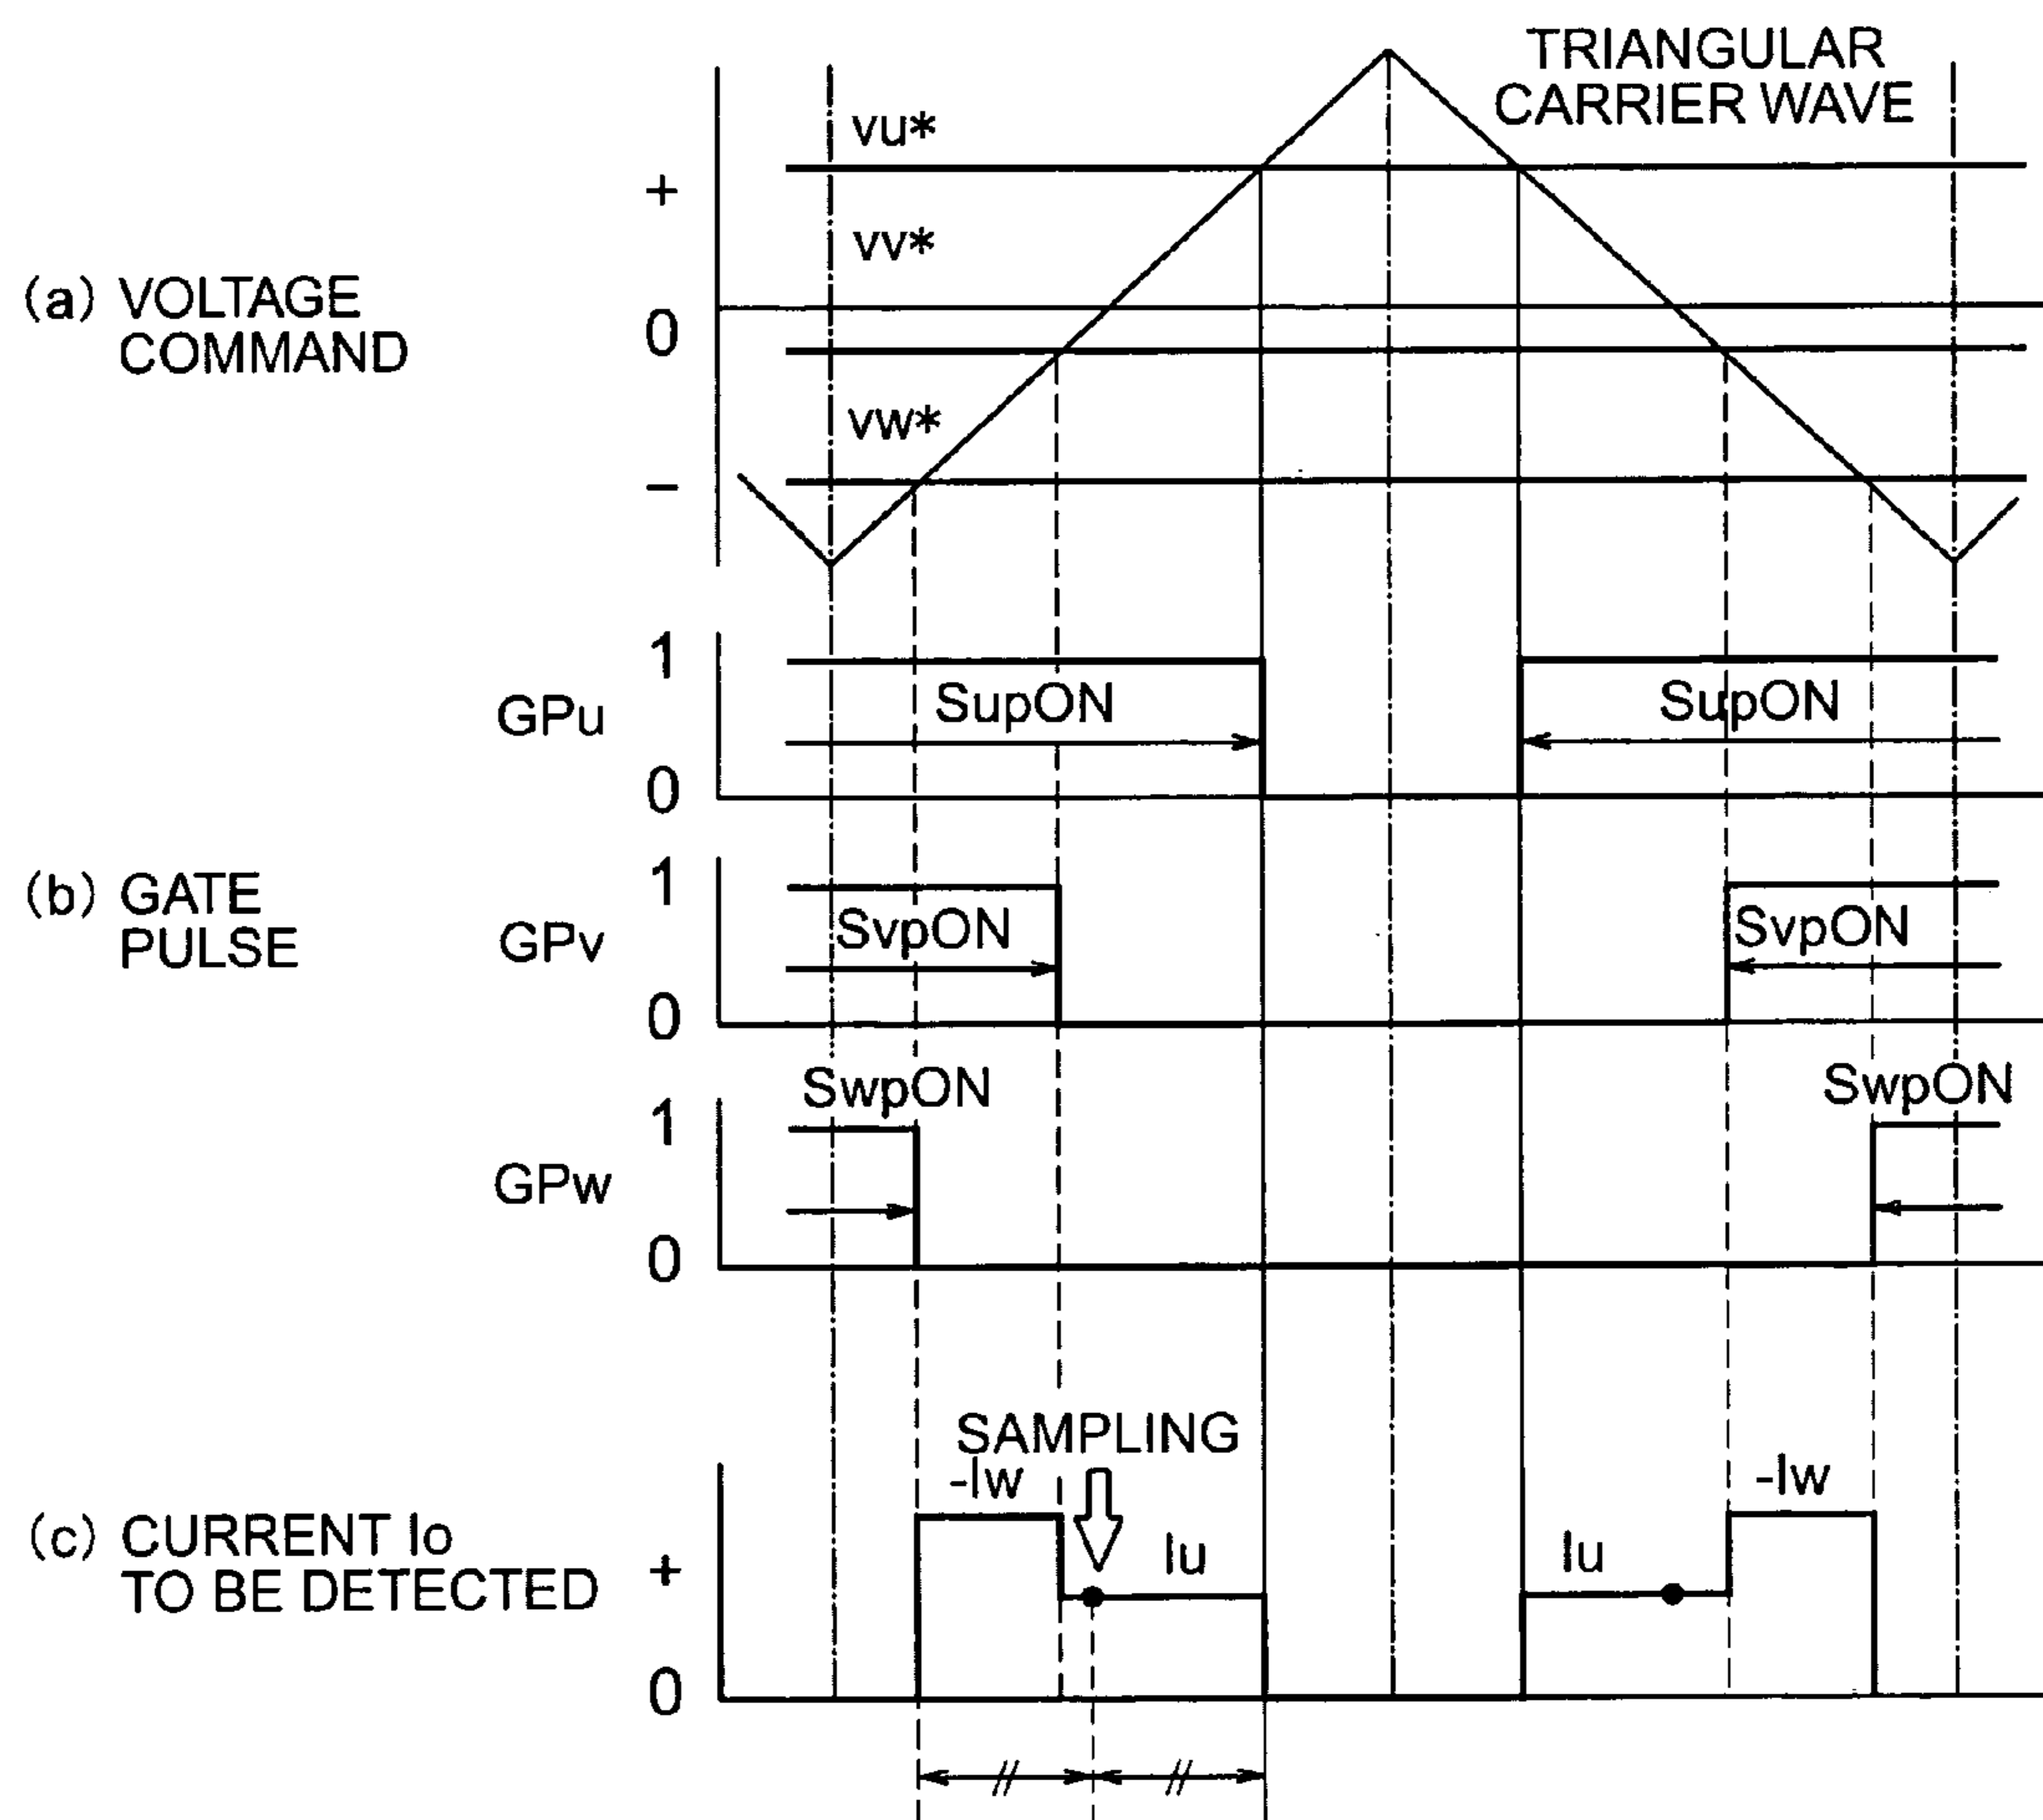 TRIANGULAR
CARRIER WAVE
vu*
+
vv*
(a) VOLTAGE
COMMAND
0
vw*
−
1
SupON
SupON
GPu
0
1
(b) GATE
PULSE
SvpON
SvpON
GPv
0
SwpON
SwpON
1
GPw
0
SAMPLING
-Iw
-Iw
(c) CURRENT Io
TO BE DETECTED
Iu
Iu
+
0